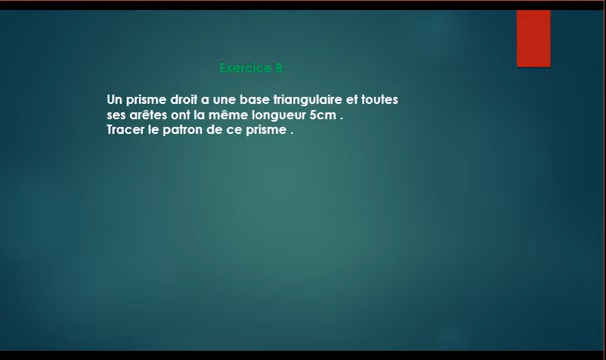 Exercice 8 :
Un prisme droit a une base triangulaire et toutes
ses arêtes ont la même longueur 5cm .
Tracer le patron de ce prisme .